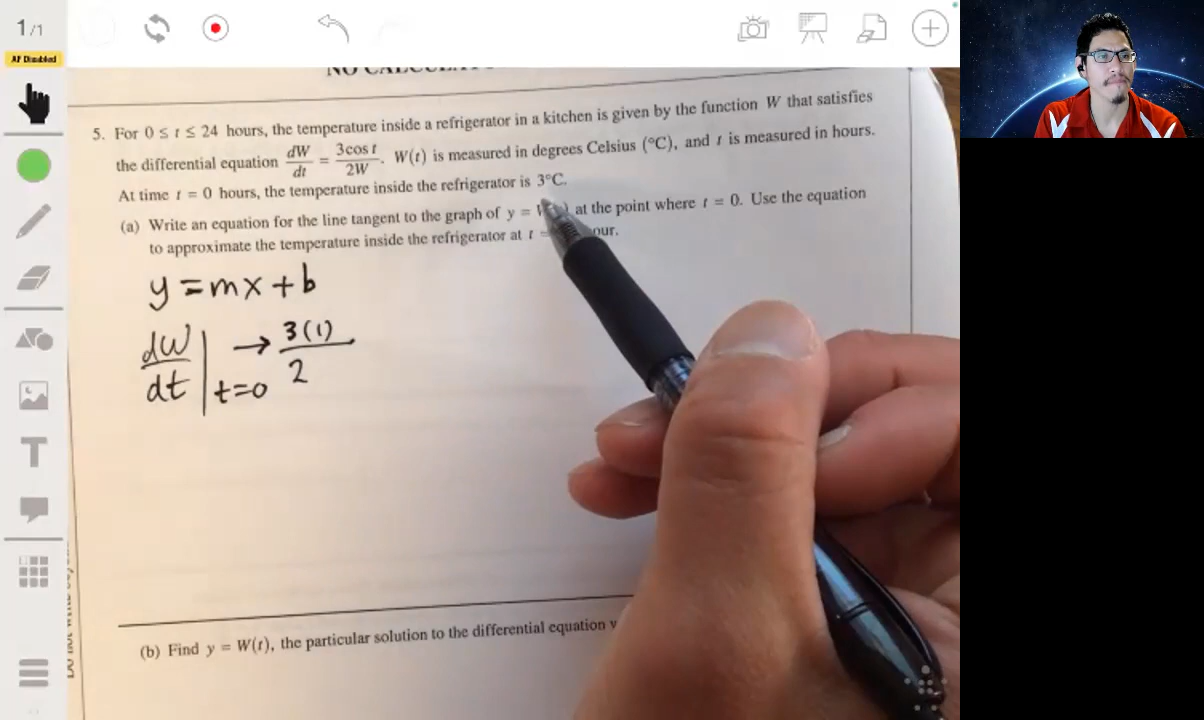 1/1
AF Disabled
5. For 0 ≤ t ≤ 24 hours, the temperature inside a refrigerator in a kitchen is given by the function W that satisfies
the differential equation dW/dt = 3cos t/2W. W(t) is measured in degrees Celsius (°C), and t is measured in hours.
At time t = 0 hours, the temperature inside the refrigerator is 3°C.
(a) Write an equation for the line tangent to the graph of y = at the point where t = 0. Use the equation
to approximate the temperature inside the refrigerator at t
y = mx + b
dW/dt | t=0 → 3(1)/2
(b) Find y = W(t), the particular solution to the differential equation
T